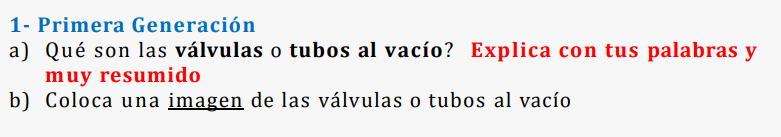 1- Primera Generación
a) Qué son las válvulas o tubos al vacío? Explica con tus palabras y
muy resumido
b) Coloca una imagen de las válvulas o tubos al vacío